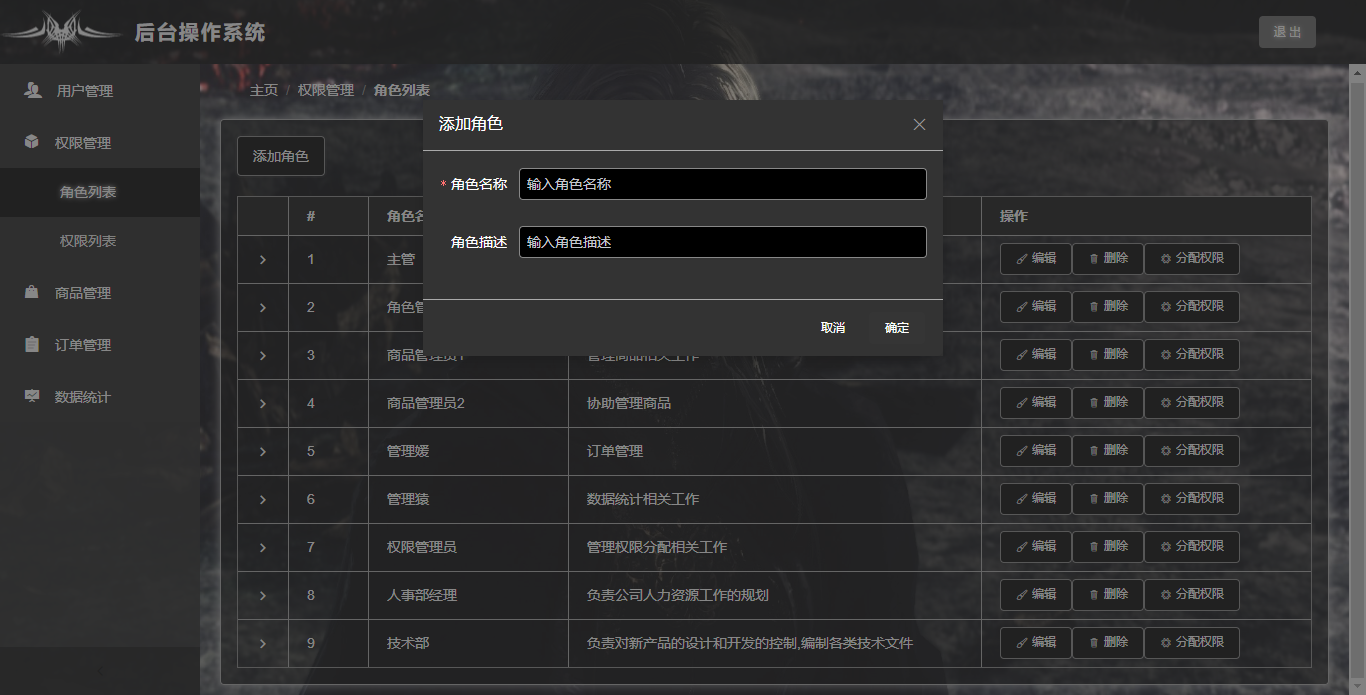 后台操作系统
退出
用户管理
权限管理
角色列表
权限列表
商品管理
订单管理
数据统计
主页 / 权限管理 / 角色列表
添加角色
添加角色
* 角色名称 输入角色名称
角色描述 输入角色描述
取消 确定
# 角色名 操作
1 主管 编辑 删除 分配权限
2 角色管 编辑 删除 分配权限
3 商品管理员1 管理商品相关工作 编辑 删除 分配权限
4 商品管理员2 协助管理商品 编辑 删除 分配权限
5 管理媛 订单管理 编辑 删除 分配权限
6 管理猿 数据统计相关工作 编辑 删除 分配权限
7 权限管理员 管理权限分配相关工作 编辑 删除 分配权限
8 人事部经理 负责公司人力资源工作的规划 编辑 删除 分配权限
9 技术部 负责对新产品的设计和开发的控制,编制各类技术文件 编辑 删除 分配权限